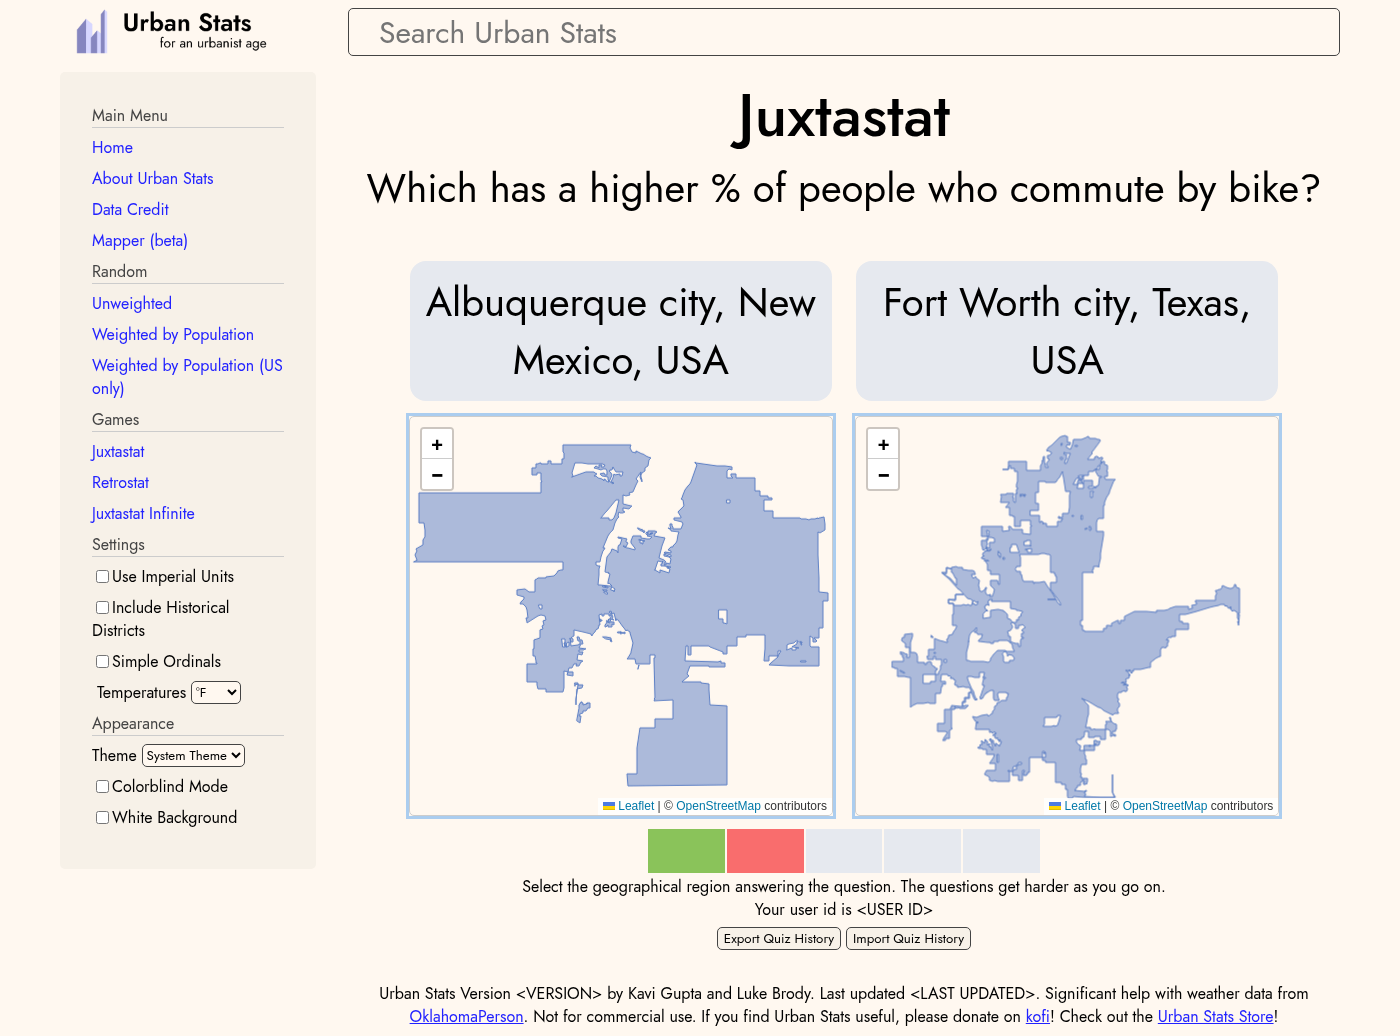 Urban Stats
for an urbanist age
Search Urban Stats
Main Menu
Home
About Urban Stats
Data Credit
Mapper (beta)
Random
Unweighted
Weighted by Population
Weighted by Population (US
only)
Games
Juxtastat
Retrostat
Juxtastat Infinite
Settings
Use Imperial Units
Include Historical
Districts
Simple Ordinals
Temperatures °F
Appearance
Theme System Theme
Colorblind Mode
White Background
Juxtastat
Which has a higher % of people who commute by bike?
Albuquerque city, New
Mexico, USA
Fort Worth city, Texas,
USA
+
−
Leaflet | © OpenStreetMap contributors
+
−
Leaflet | © OpenStreetMap contributors
Select the geographical region answering the question. The questions get harder as you go on.
Your user id is <USER ID>
Export Quiz History Import Quiz History
Urban Stats Version <VERSION> by Kavi Gupta and Luke Brody. Last updated <LAST UPDATED>. Significant help with weather data from
OklahomaPerson. Not for commercial use. If you find Urban Stats useful, please donate on kofi! Check out the Urban Stats Store!